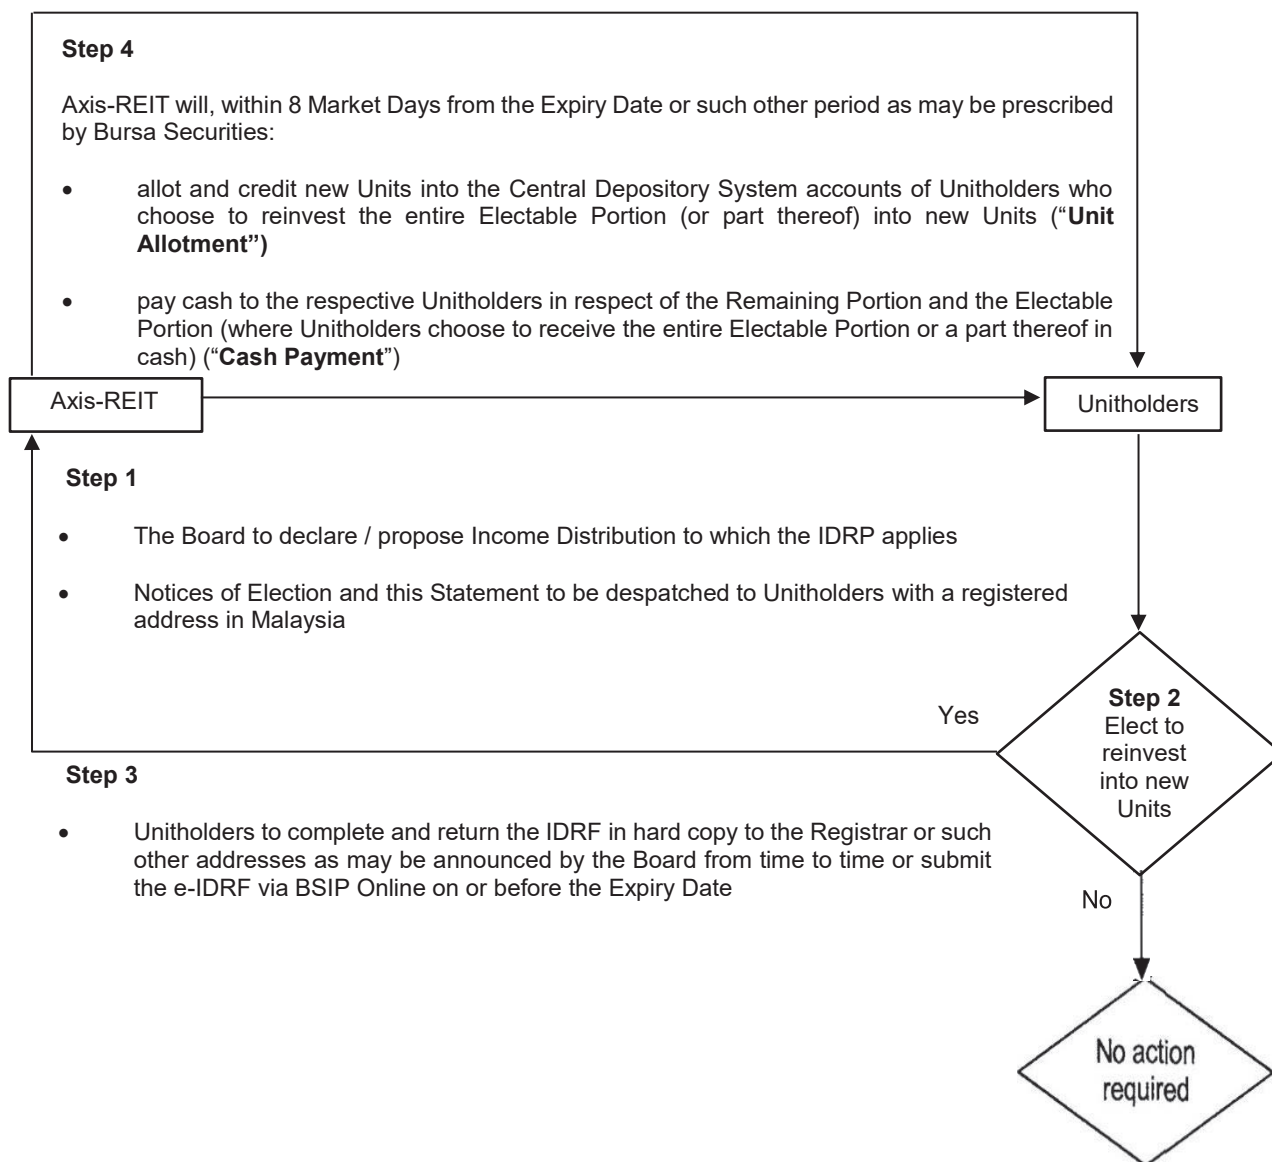 Step 4
Axis-REIT will, within 8 Market Days from the Expiry Date or such other period as may be prescribed
by Bursa Securities:
• allot and credit new Units into the Central Depository System accounts of Unitholders who
choose to reinvest the entire Electable Portion (or part thereof) into new Units (“Unit
Allotment”)
• pay cash to the respective Unitholders in respect of the Remaining Portion and the Electable
Portion (where Unitholders choose to receive the entire Electable Portion or a part thereof in
cash) (“Cash Payment”)
Axis-REIT
Unitholders
Step 1
• The Board to declare / propose Income Distribution to which the IDRP applies
• Notices of Election and this Statement to be despatched to Unitholders with a registered
address in Malaysia
Step 2
Elect to
reinvest
into new
Units
Yes
Step 3
• Unitholders to complete and return the IDRF in hard copy to the Registrar or such
other addresses as may be announced by the Board from time to time or submit
the e-IDRF via BSIP Online on or before the Expiry Date
No
No action
required